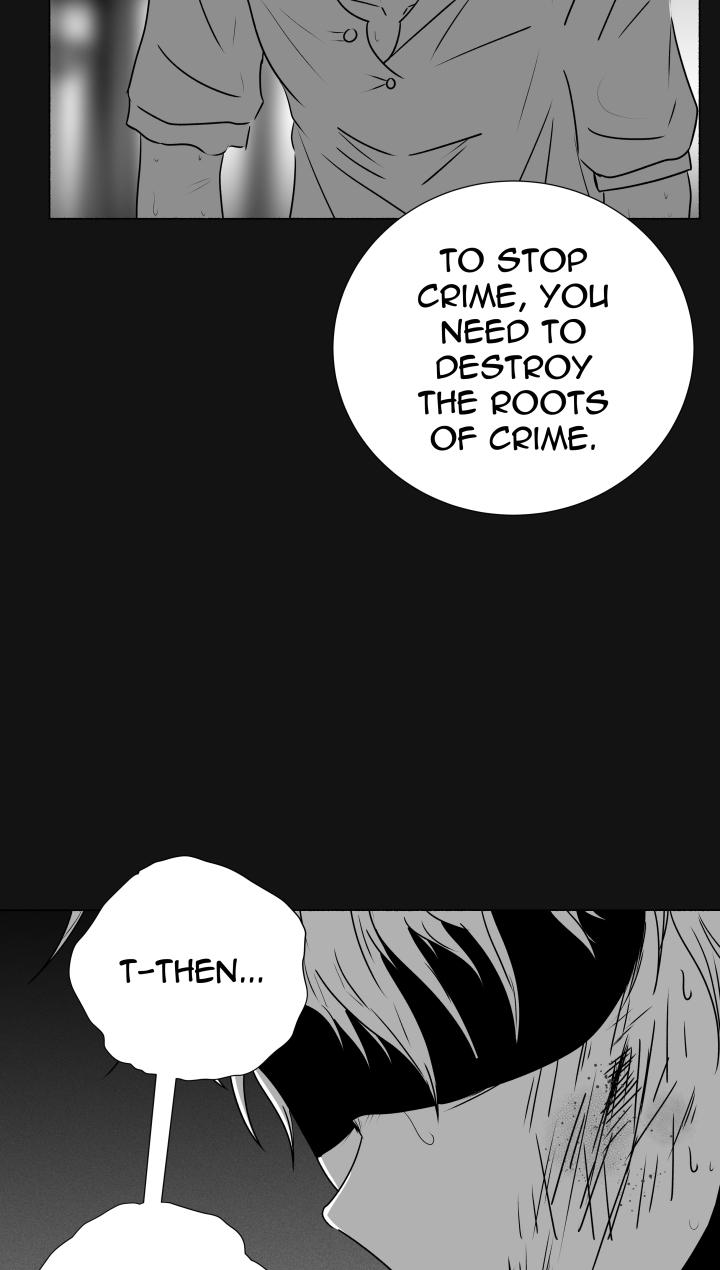 TO STOP
CRIME, YOU
NEED TO
DESTROY
THE ROOTS
OF CRIME.
T-THEN...